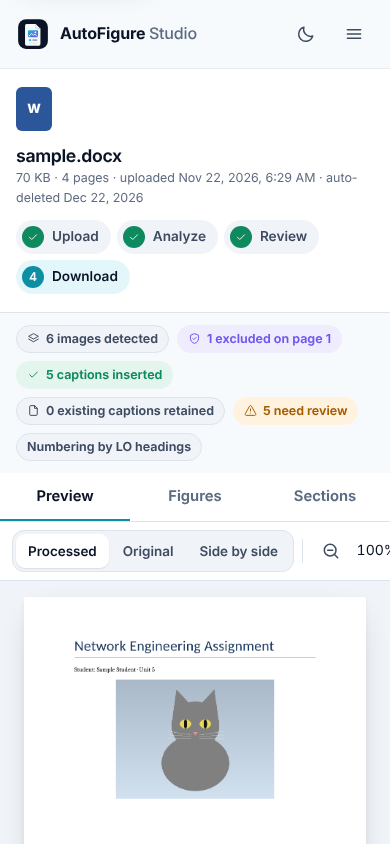 AutoFigure Studio
W
sample.docx
70 KB · 4 pages · uploaded Nov 22, 2026, 6:29 AM · auto-
deleted Dec 22, 2026
Upload
Analyze
Review
4 Download
6 images detected
1 excluded on page 1
5 captions inserted
0 existing captions retained
5 need review
Numbering by LO headings
Preview
Figures
Sections
Processed
Original
Side by side
100%
Network Engineering Assignment
Student: Sample Student · Unit 5